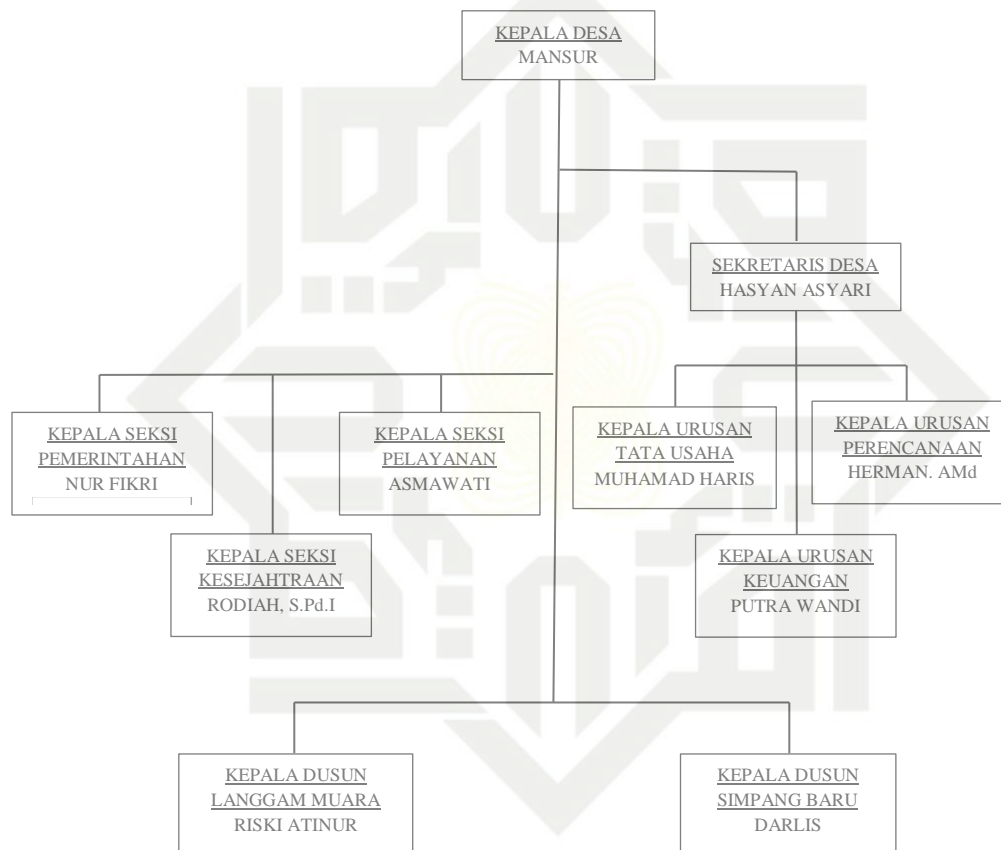 KEPALA DESA
MANSUR
SEKRETARIS DESA
HASYAN ASYARI
KEPALA SEKSI
PEMERINTAHAN
NUR FIKRI
KEPALA SEKSI
PELAYANAN
ASMAWATI
KEPALA URUSAN
TATA USAHA
MUHAMAD HARIS
KEPALA URUSAN
PERENCANAAN
HERMAN. AMd
KEPALA SEKSI
KESEJAHTRAAN
RODIAH, S.Pd.I
KEPALA URUSAN
KEUANGAN
PUTRA WANDI
KEPALA DUSUN
LANGGAM MUARA
RISKI ATINUR
KEPALA DUSUN
SIMPANG BARU
DARLIS